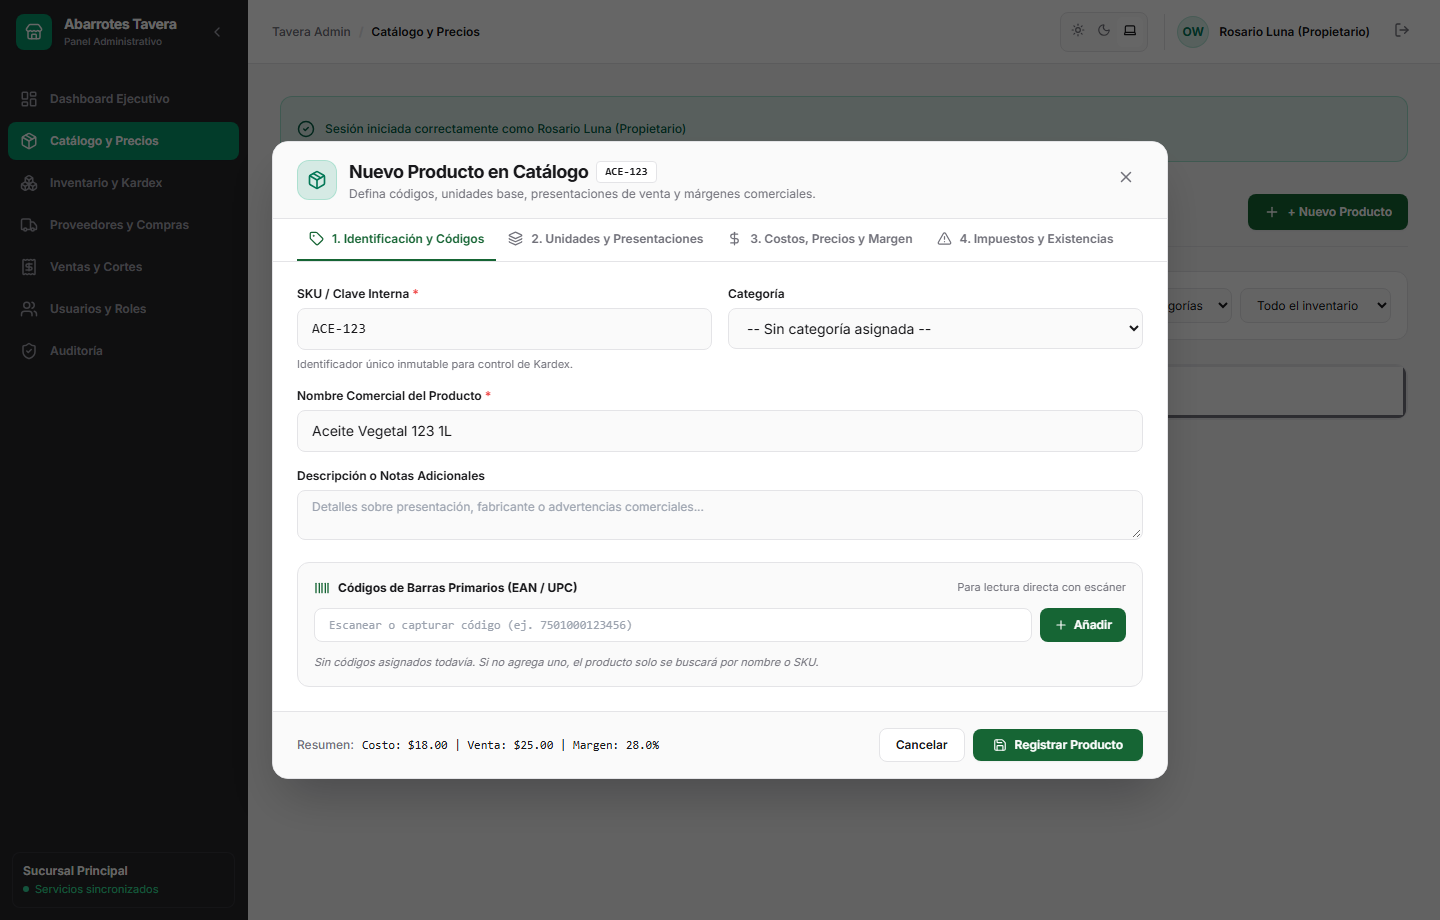 Abarrotes Tavera
Panel Administrativo
Dashboard Ejecutivo
Catálogo y Precios
Inventario y Kardex
Proveedores y Compras
Ventas y Cortes
Usuarios y Roles
Auditoría
Sucursal Principal
Servicios sincronizados
Tavera Admin / Catálogo y Precios
OW Rosario Luna (Propietario)
Sesión iniciada correctamente como Rosario Luna (Propietario)
+ + Nuevo Producto
gorías
Todo el inventario
Nuevo Producto en Catálogo ACE-123
Defina códigos, unidades base, presentaciones de venta y márgenes comerciales.
1. Identificación y Códigos
2. Unidades y Presentaciones
3. Costos, Precios y Margen
4. Impuestos y Existencias
SKU / Clave Interna *
ACE-123
Identificador único inmutable para control de Kardex.
Categoría
-- Sin categoría asignada --
Nombre Comercial del Producto *
Aceite Vegetal 123 1L
Descripción o Notas Adicionales
Detalles sobre presentación, fabricante o advertencias comerciales...
Códigos de Barras Primarios (EAN / UPC)
Para lectura directa con escáner
Escanear o capturar código (ej. 7501000123456)
+ Añadir
Sin códigos asignados todavía. Si no agrega uno, el producto solo se buscará por nombre o SKU.
Resumen: Costo: $18.00 | Venta: $25.00 | Margen: 28.0%
Cancelar
Registrar Producto